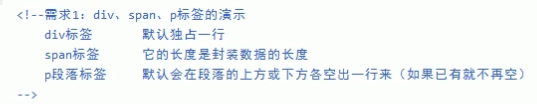 <!--需求1：div、span、p标签的演示
div标签 默认独占一行
span标签 它的长度是封装数据的长度
p段落标签 默认会在段落的上方或下方各空出一行来（如果已有就不再空）
-->